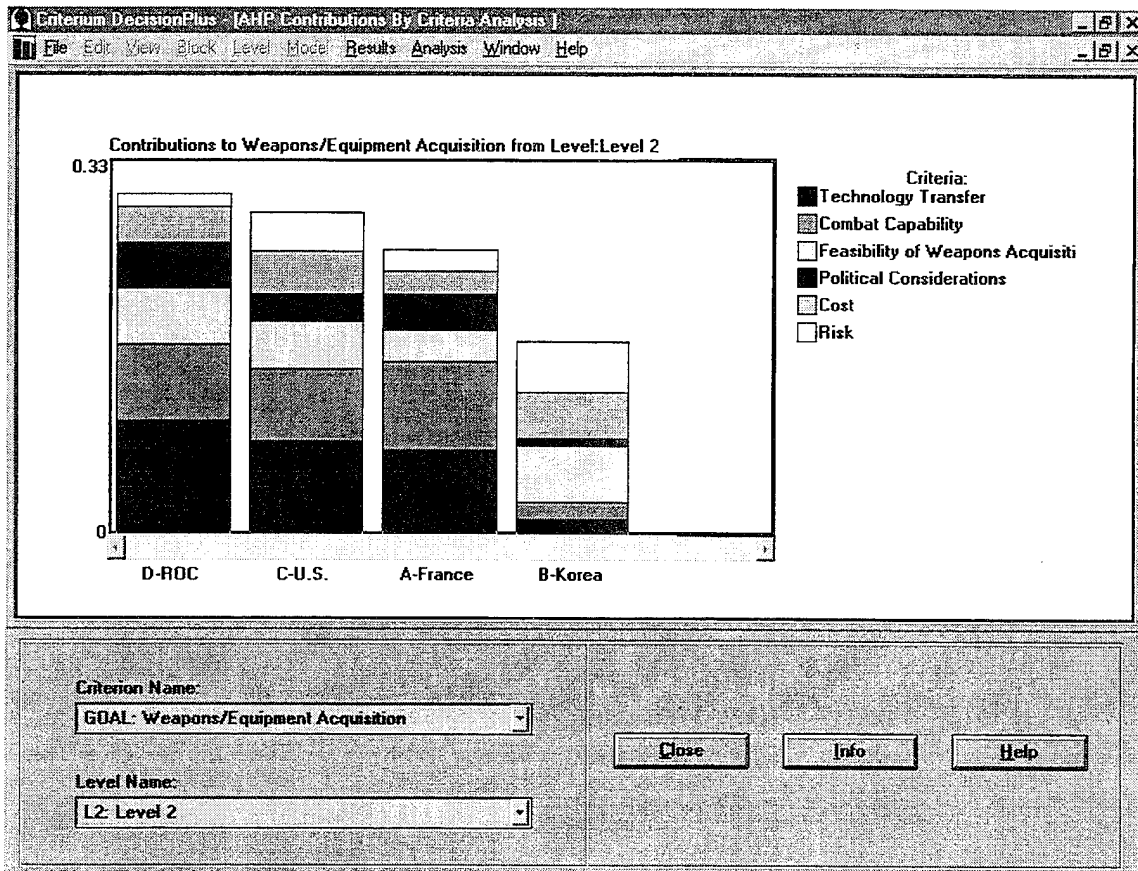 Criterium DecisionPlus - [AHP Contributions By Criteria Analysis ]
File Edit View Block Level Model Results Analysis Window Help
Contributions to Weapons/Equipment Acquisition from Level:Level 2
0.33
0
D-ROC C-U.S. A-France B-Korea
Criteria:
Technology Transfer
Combat Capability
Feasibility of Weapons Acquisiti
Political Considerations
Cost
Risk
Criterion Name:
GOAL: Weapons/Equipment Acquisition
Level Name:
L2: Level 2
Close Info Help